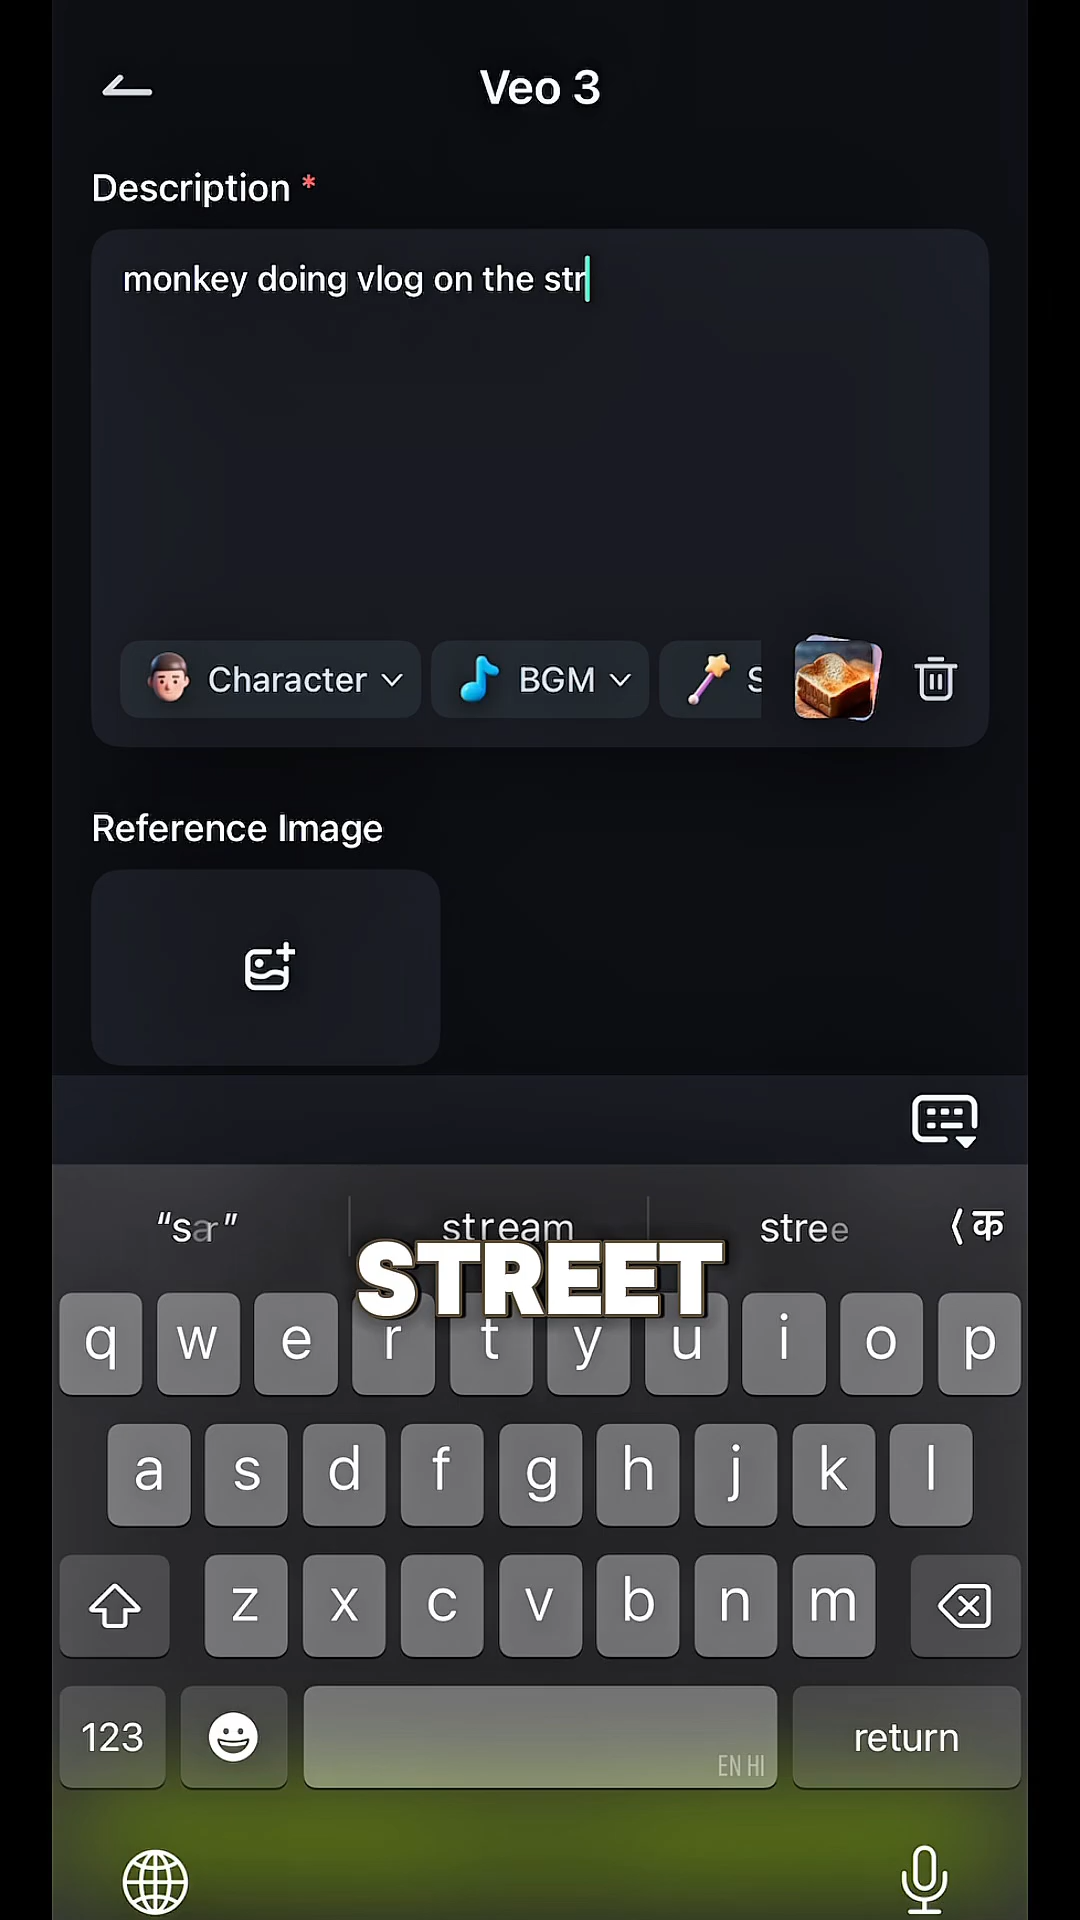 Veo 3
Description *
monkey doing vlog on the str
Character
BGM
S
Reference Image
"sar"
stream
stree
क
STREET
q w e r t y u i o p
a s d f g h j k l
z x c v b n m
123
EN HI
return